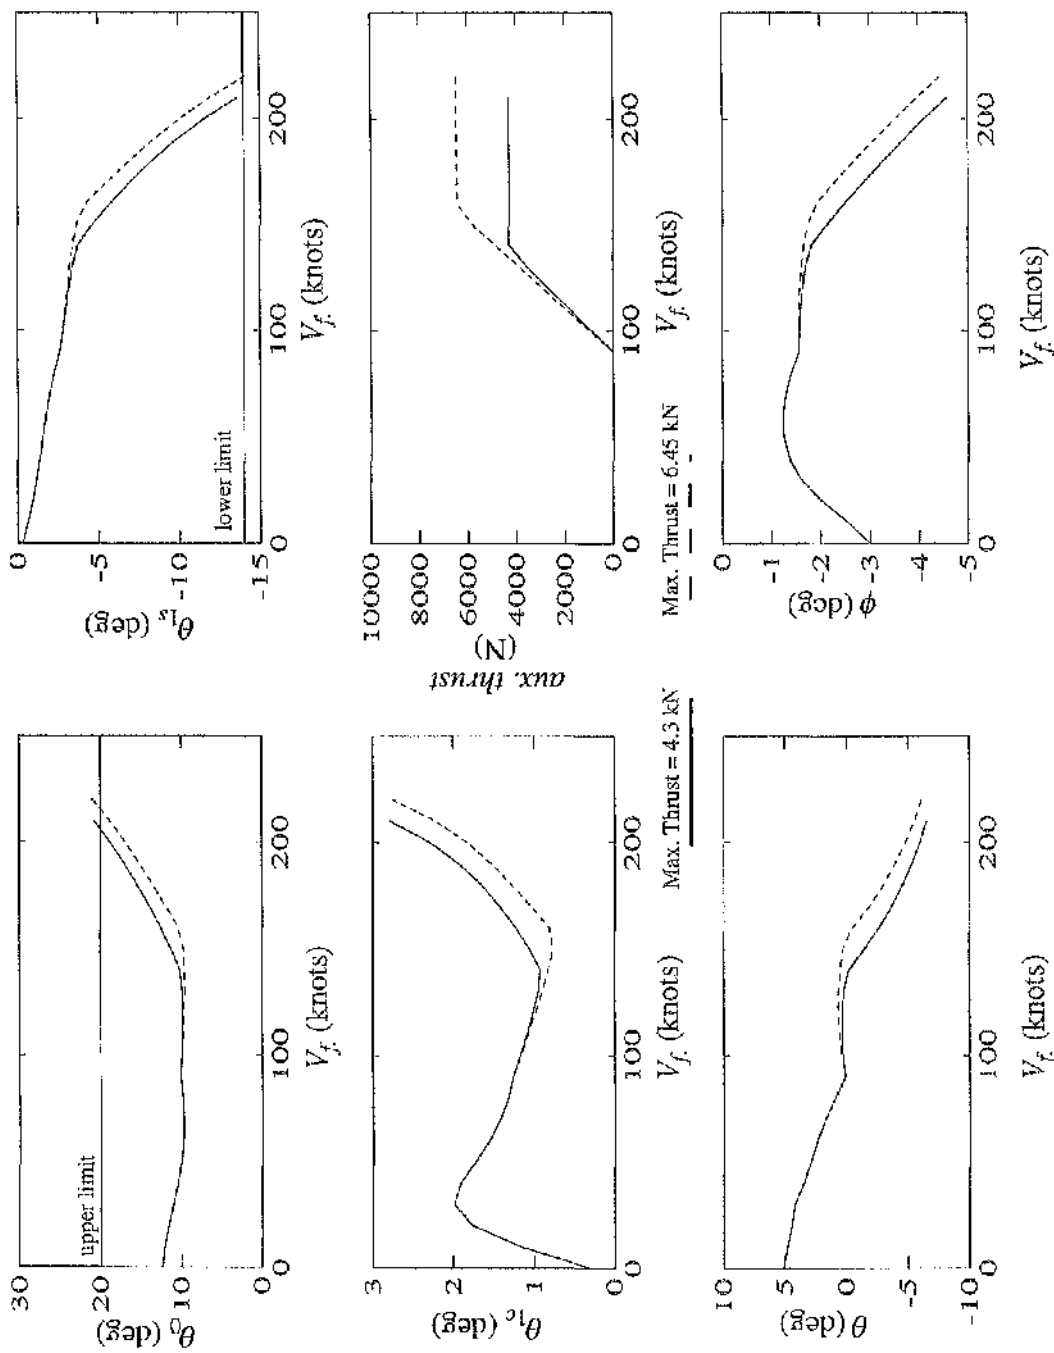 30
20
10
0
θ0 (deg)
upper limit
0
100
200
Vf. (knots)
0
-5
-10
-15
θ1s (deg)
lower limit
0
100
200
Vf. (knots)
3
2
1
0
θ1c (deg)
0
100
200
Vf. (knots)
10000
8000
6000
4000
2000
0
aux. thrust
(N)
0
100
200
Vf. (knots)
Max. Thrust = 4.3 kN
Max. Thrust = 6.45 kN
10
5
0
-5
-10
θ (deg)
0
100
200
Vf. (knots)
0
-1
-2
-3
-4
-5
ϕ (deg)
0
100
200
Vf. (knots)